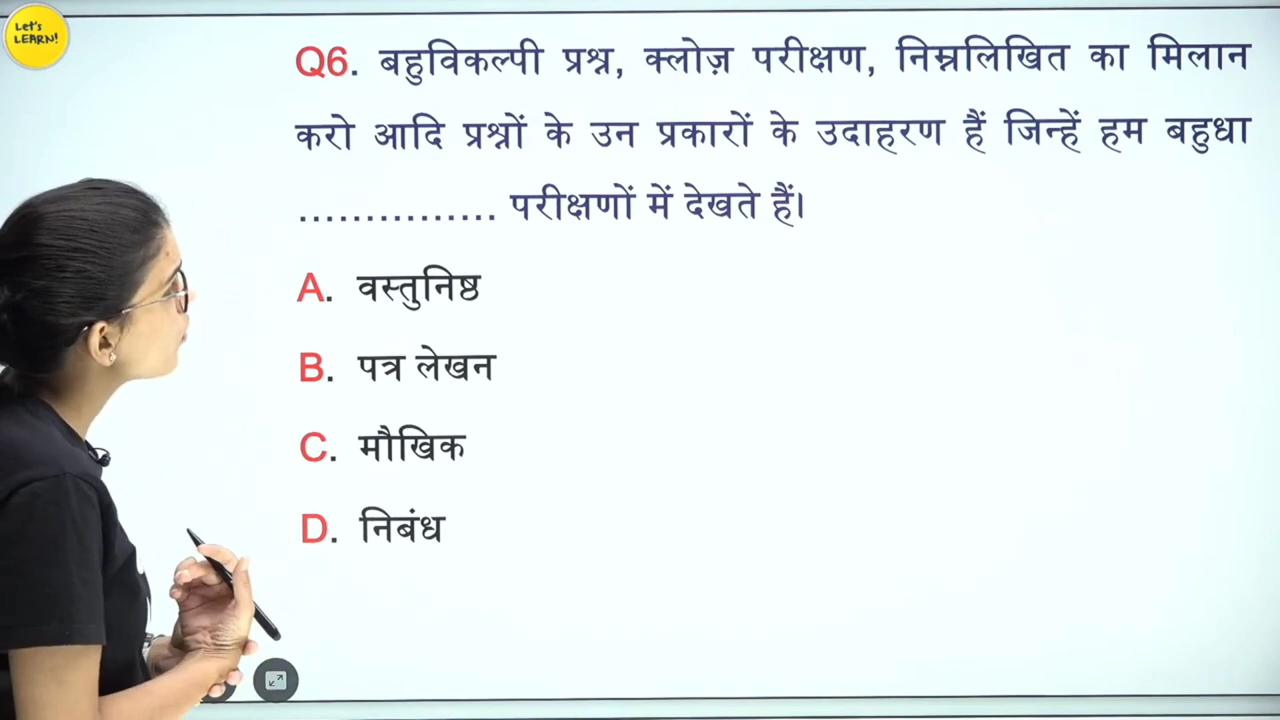 Let's
LEARN!
Q6. बहुविकल्पी प्रश्न, क्लोज़ परीक्षण, निम्नलिखित का मिलान
करो आदि प्रश्नों के उन प्रकारों के उदाहरण हैं जिन्हें हम बहुधा
............... परीक्षणों में देखते हैं।
A. वस्तुनिष्ठ
B. पत्र लेखन
C. मौखिक
D. निबंध